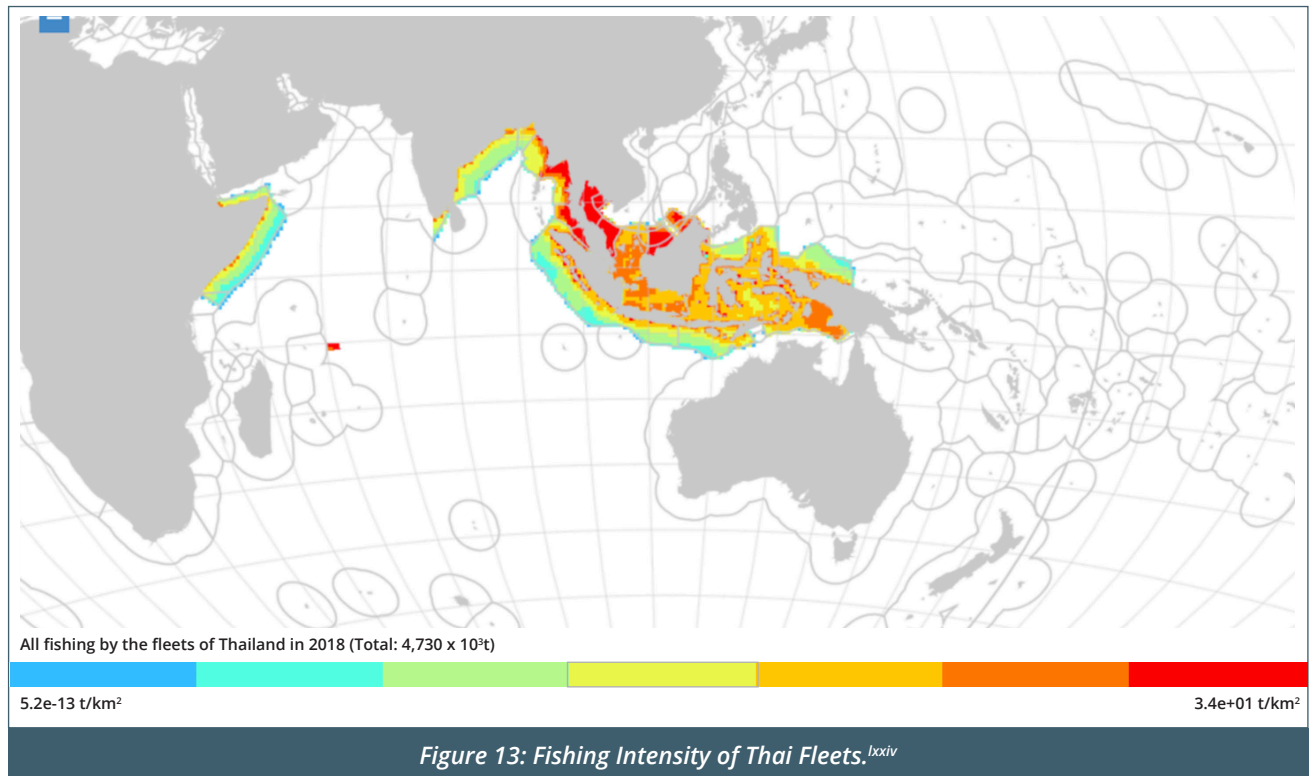 All fishing by the fleets of Thailand in 2018 (Total: 4,730 x 10³t)
5.2e-13 t/km² 3.4e+01 t/km²
Figure 13: Fishing Intensity of Thai Fleets.lxxiv